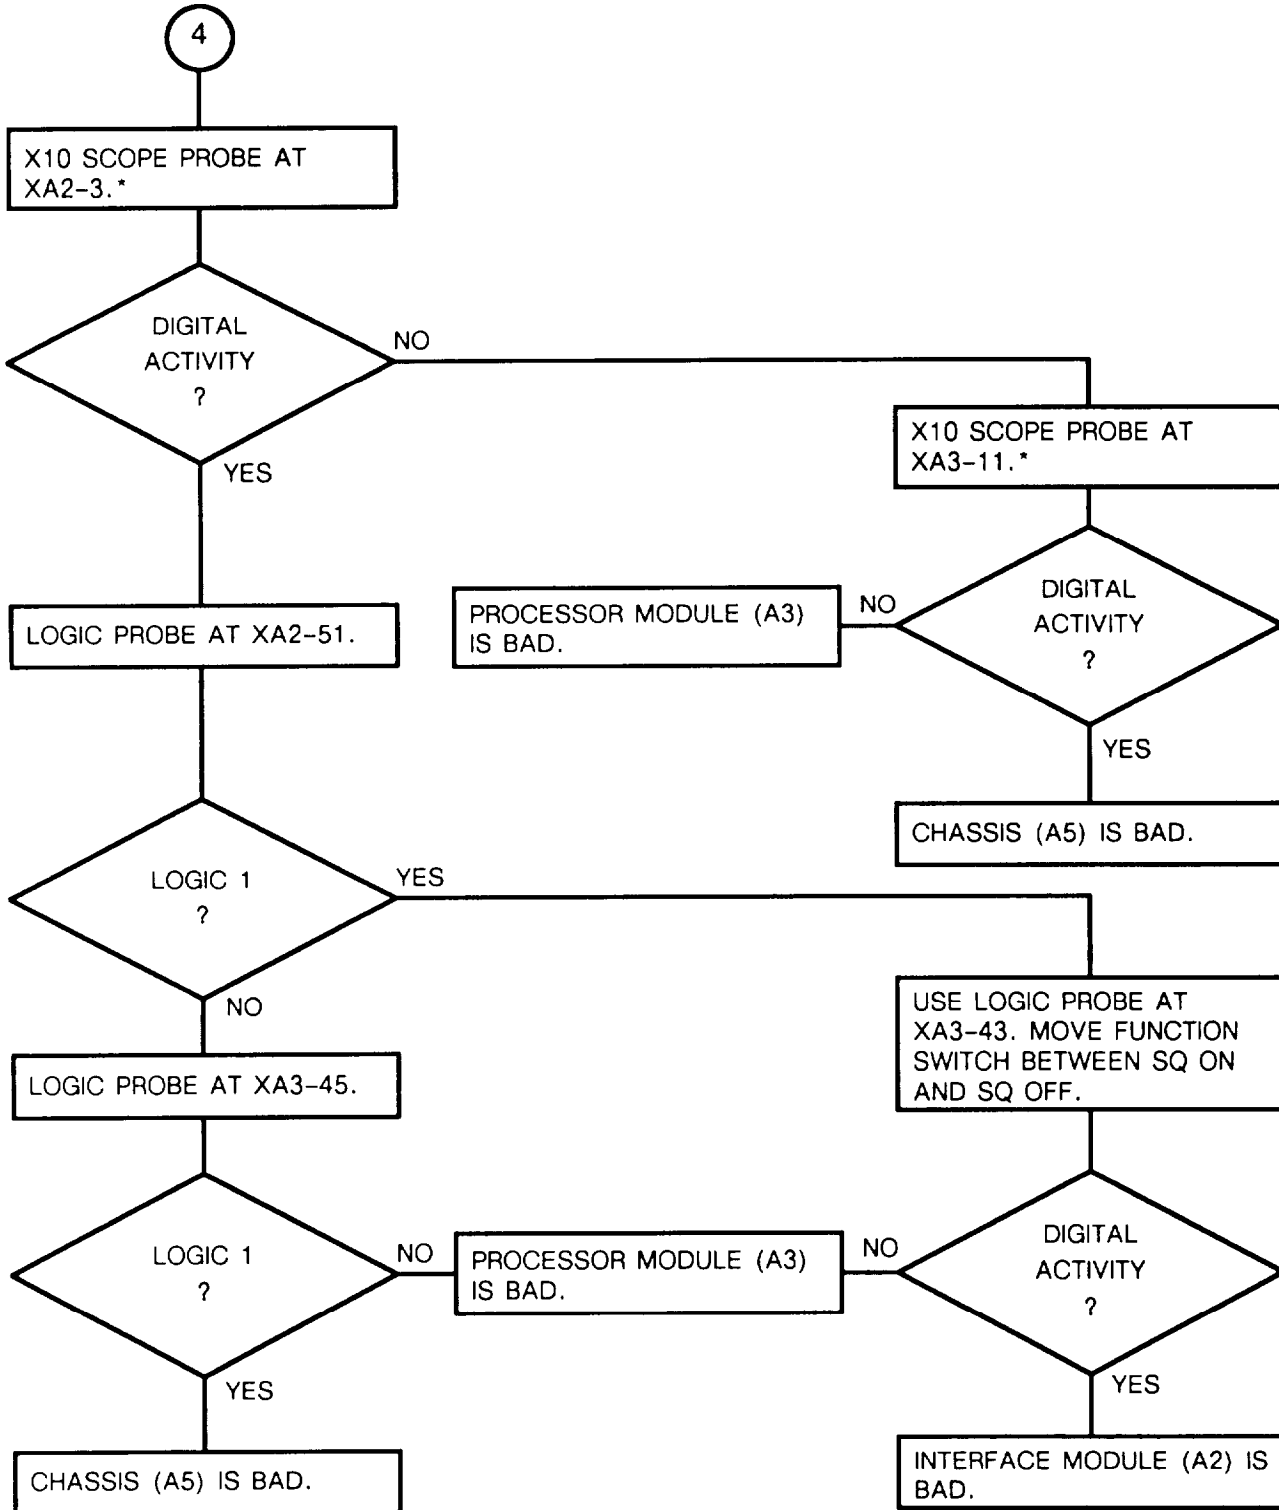 4
X10 SCOPE PROBE AT
XA2-3.*
DIGITAL
ACTIVITY
?
NO
YES
X10 SCOPE PROBE AT
XA3-11.*
DIGITAL
ACTIVITY
?
NO
PROCESSOR MODULE (A3)
IS BAD.
YES
CHASSIS (A5) IS BAD.
LOGIC PROBE AT XA2-51.
LOGIC 1
?
YES
NO
USE LOGIC PROBE AT
XA3-43. MOVE FUNCTION
SWITCH BETWEEN SQ ON
AND SQ OFF.
LOGIC PROBE AT XA3-45.
LOGIC 1
?
NO
PROCESSOR MODULE (A3)
IS BAD.
NO
DIGITAL
ACTIVITY
?
YES
CHASSIS (A5) IS BAD.
YES
INTERFACE MODULE (A2) IS
BAD.